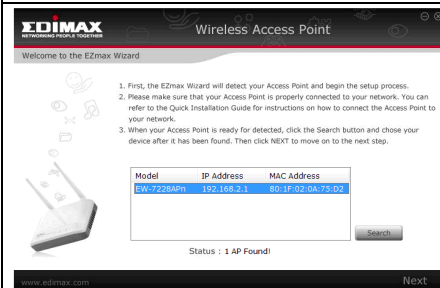 EDIMAX
NETWORKING PEOPLE TOGETHER
Wireless Access Point
Welcome to the EZmax Wizard
1. First, the EZmax Wizard will detect your Access Point and begin the setup process.
2. Please make sure that your Access Point is properly connected to your network. You can
refer to the Quick Installation Guide for instructions on how to connect the Access Point to
your network.
3. When your Access Point is ready for detected, click the Search button and chose your
device after it has been found. Then click NEXT to move on to the next step.
Model IP Address MAC Address
EW-7228APn 192.168.2.1 80:1F:02:0A:75:D2
Search
Status : 1 AP Found!
www.edimax.com
Next